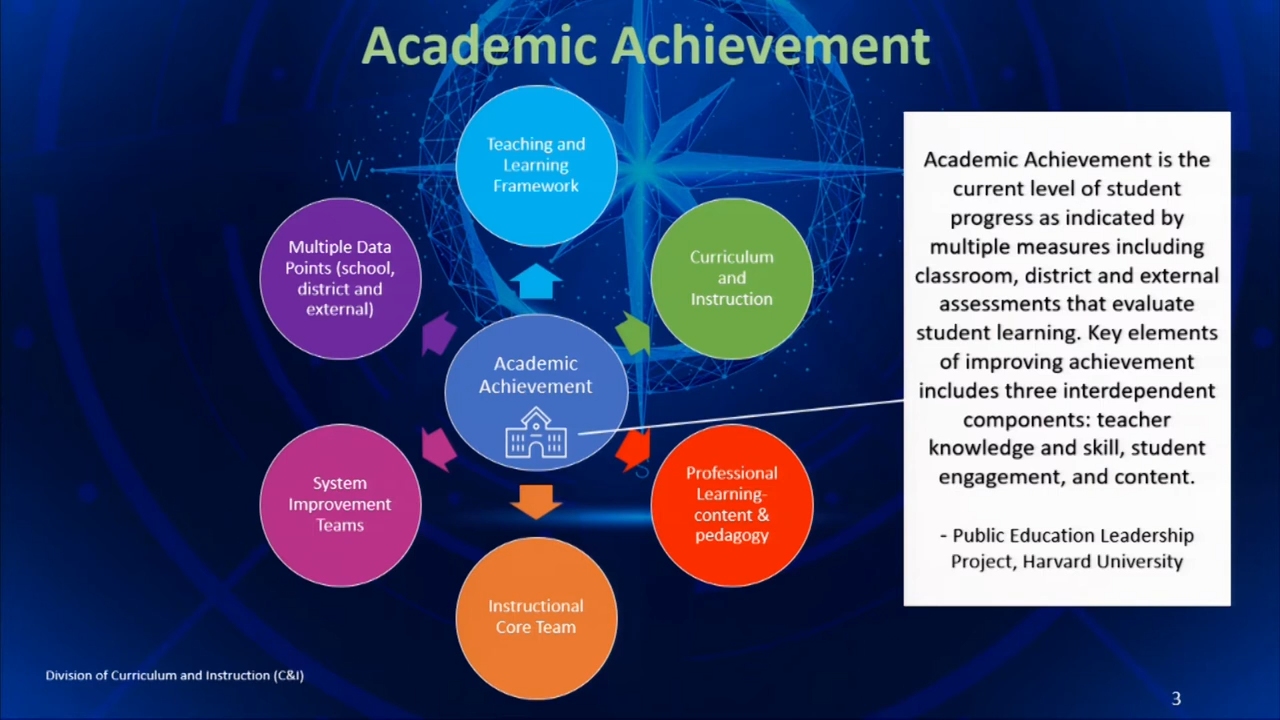 Academic Achievement
W
Teaching and
Learning
Framework
Multiple Data
Points (school,
district and
external)
Curriculum
and
Instruction
Academic
Achievement
System
Improvement
Teams
S
Professional
Learning-
content &
pedagogy
Instructional
Core Team
Academic Achievement is the
current level of student
progress as indicated by
multiple measures including
classroom, district and external
assessments that evaluate
student learning. Key elements
of improving achievement
includes three interdependent
components: teacher
knowledge and skill, student
engagement, and content.
- Public Education Leadership
Project, Harvard University
Division of Curriculum and Instruction (C&I)
3